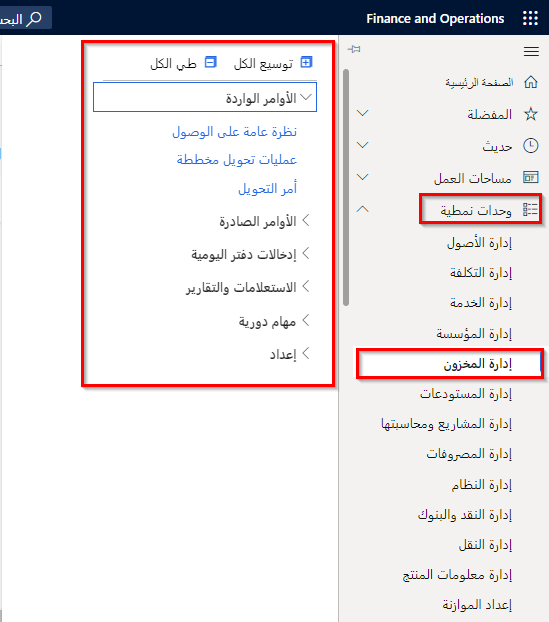 Finance and Operations
البحث
الصفحة الرئيسية
المفضلة
حديث
مساحات العمل
وحدات نمطية
إدارة الأصول
إدارة التكلفة
إدارة الخدمة
إدارة المؤسسة
إدارة المخزون
إدارة المستودعات
إدارة المشاريع ومحاسبتها
إدارة المصروفات
إدارة النظام
إدارة النقد والبنوك
إدارة النقل
إدارة معلومات المنتج
إعداد الموازنة
توسيع الكل طي الكل
الأوامر الواردة
نظرة عامة على الوصول
عمليات تحويل مخططة
أمر التحويل
الأوامر الصادرة
إدخالات دفتر اليومية
الاستعلامات والتقارير
مهام دورية
إعداد